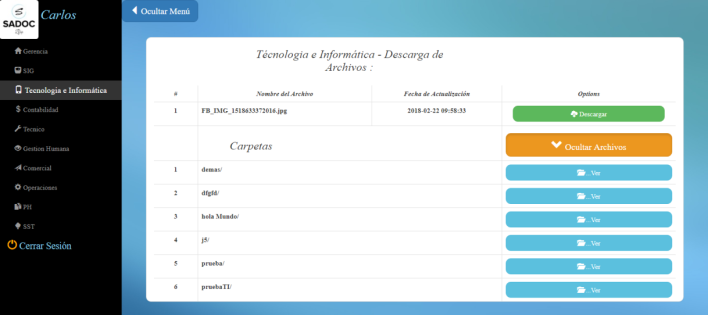 SADOC
Carlos
Ocultar Menú
Gerencia
SIG
Tecnologia e Informática
Contabilidad
Tecnico
Gestion Humana
Comercial
Operaciones
PH
SST
Cerrar Sesión
Técnologia e Informática - Descarga de
Archivos :
# Nombre del Archivo Fecha de Actualización Options
1 FB_IMG_1518633372016.jpg 2018-02-22 09:58:33 Descargar
Carpetas Ocultar Archivos
1 demas/ ..Ver
2 dfgfd/ ..Ver
3 hola Mundo/ ..Ver
4 j5/ ..Ver
5 prueba/ ..Ver
6 pruebaTI/ ..Ver